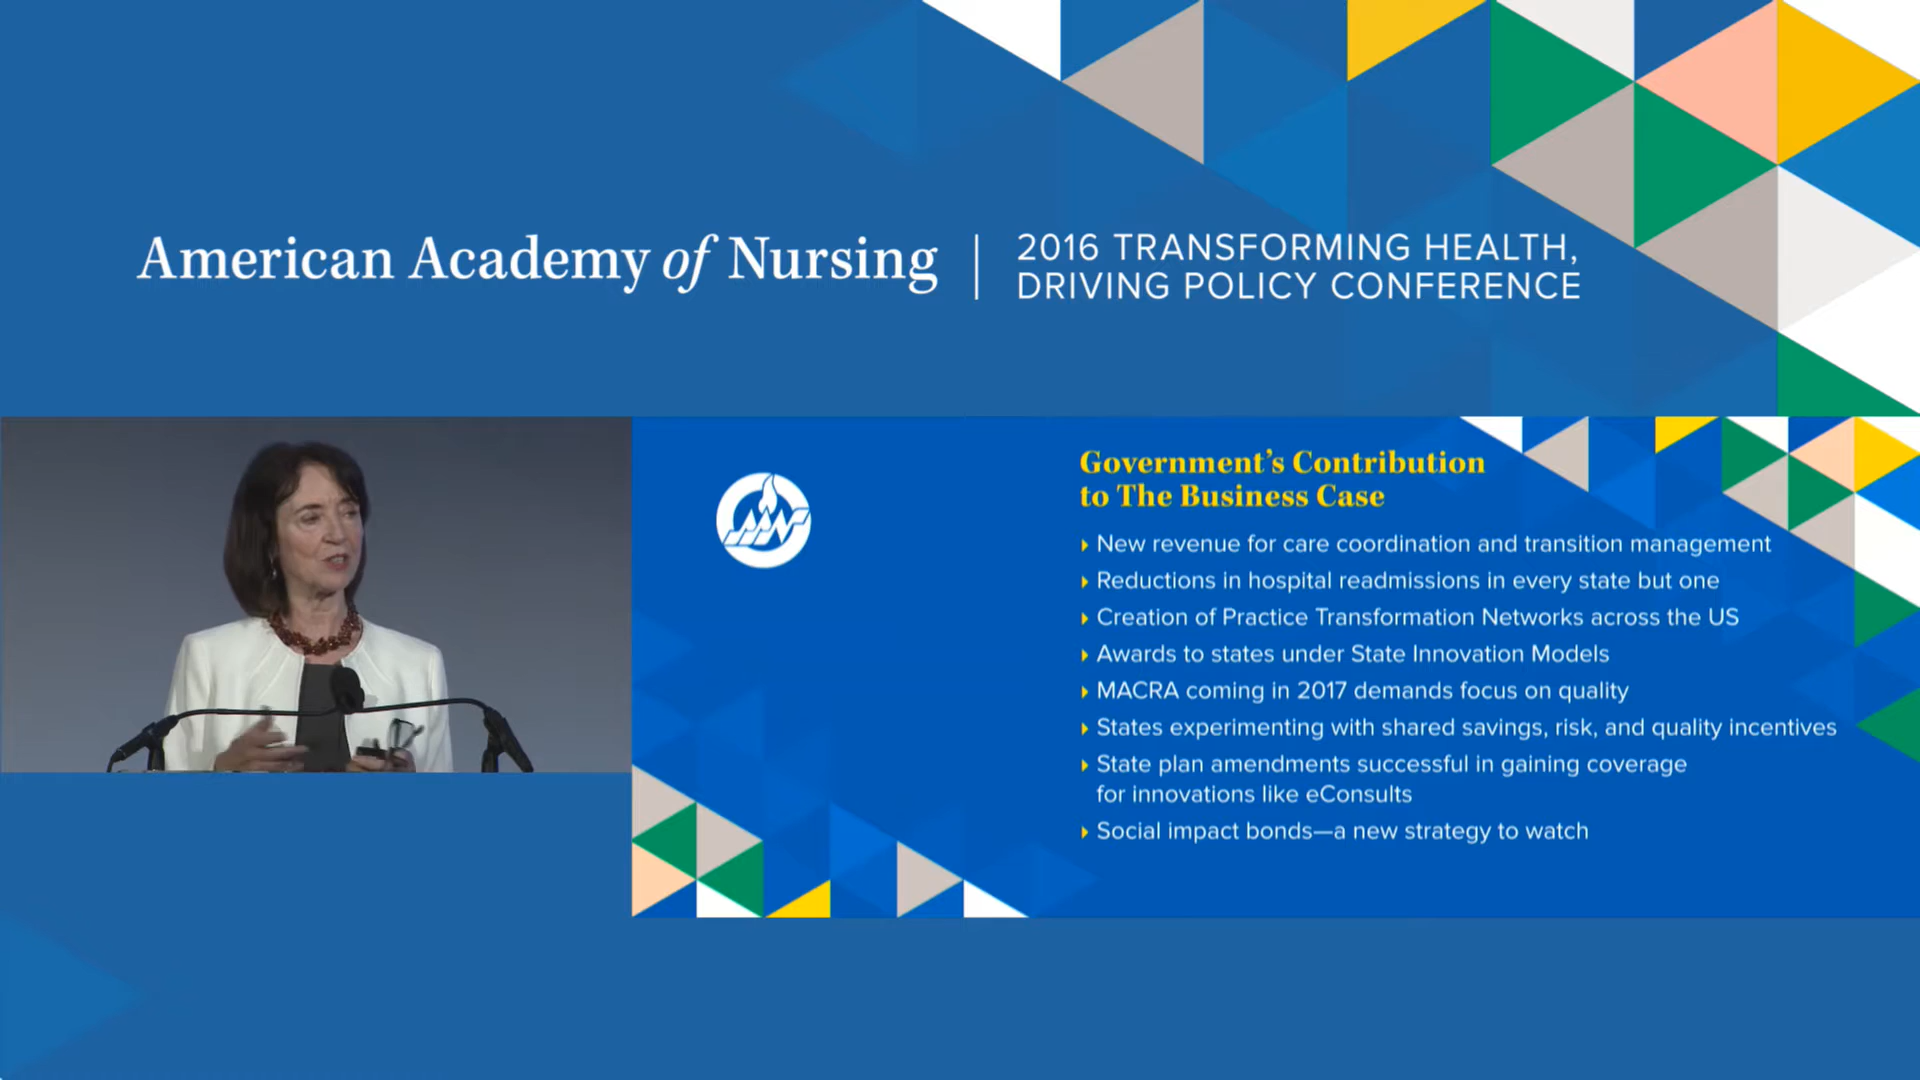 American Academy of Nursing
2016 TRANSFORMING HEALTH,
DRIVING POLICY CONFERENCE
Government’s Contribution
to The Business Case
New revenue for care coordination and transition management
Reductions in hospital readmissions in every state but one
Creation of Practice Transformation Networks across the US
Awards to states under State Innovation Models
MACRA coming in 2017 demands focus on quality
States experimenting with shared savings, risk, and quality incentives
State plan amendments successful in gaining coverage
for innovations like eConsults
Social impact bonds—a new strategy to watch
AAN